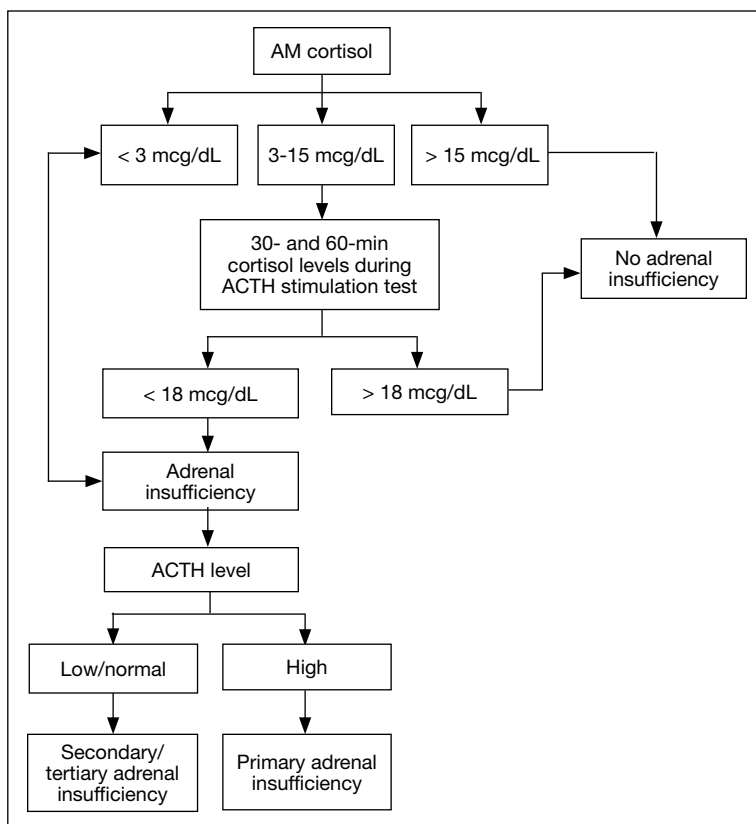 AM cortisol
< 3 mcg/dL
3-15 mcg/dL
> 15 mcg/dL
30- and 60-min
cortisol levels during
ACTH stimulation test
No adrenal
insufficiency
< 18 mcg/dL
> 18 mcg/dL
Adrenal
insufficiency
ACTH level
Low/normal
High
Secondary/
tertiary adrenal
insufficiency
Primary adrenal
insufficiency